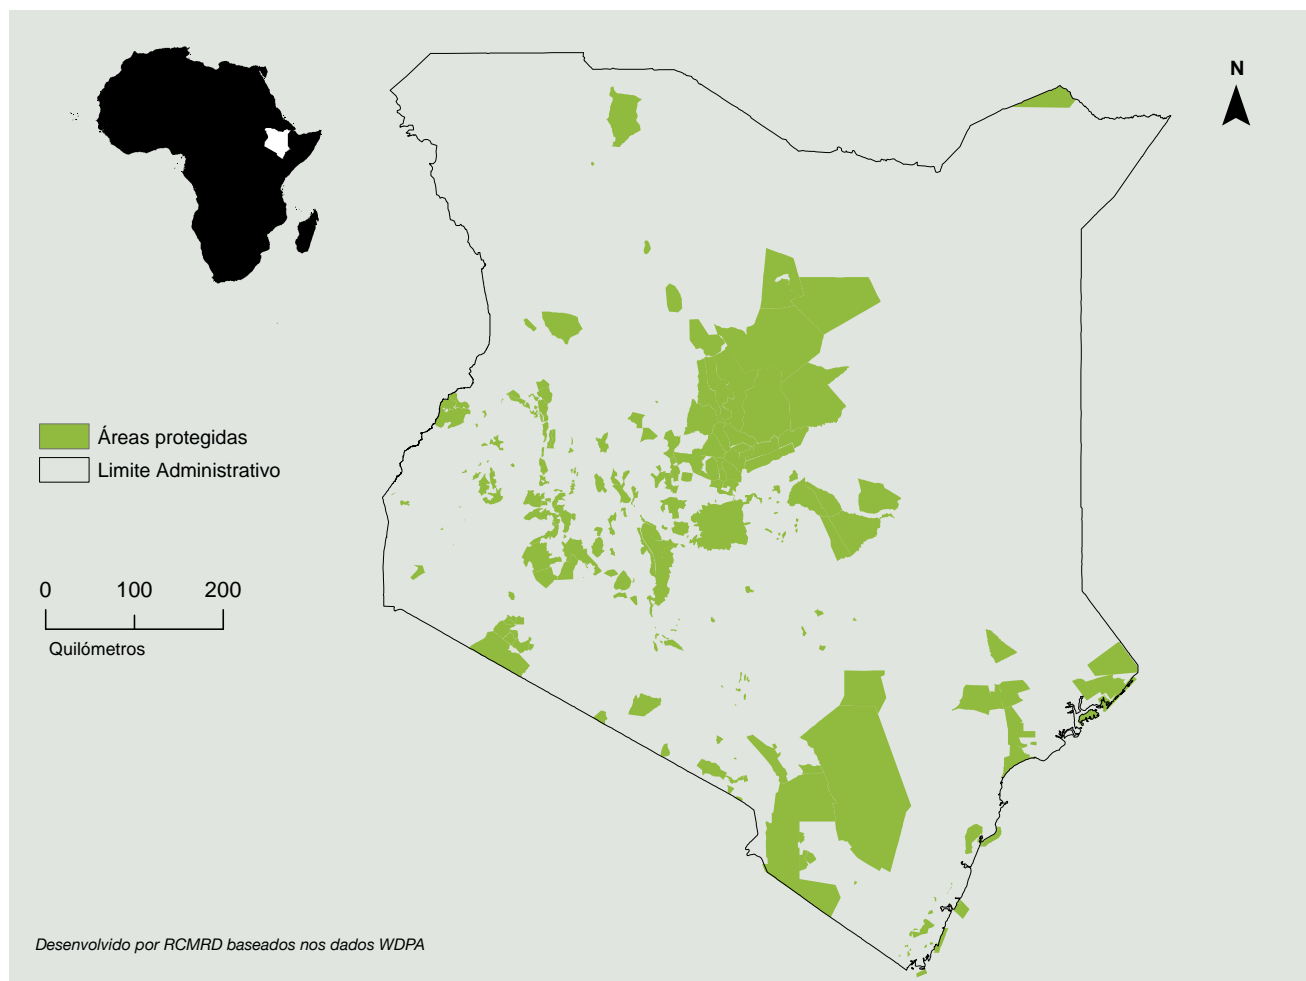 N
Áreas protegidas
Limite Administrativo
0 100 200
Quilómetros
Desenvolvido por RCMRD baseados nos dados WDPA